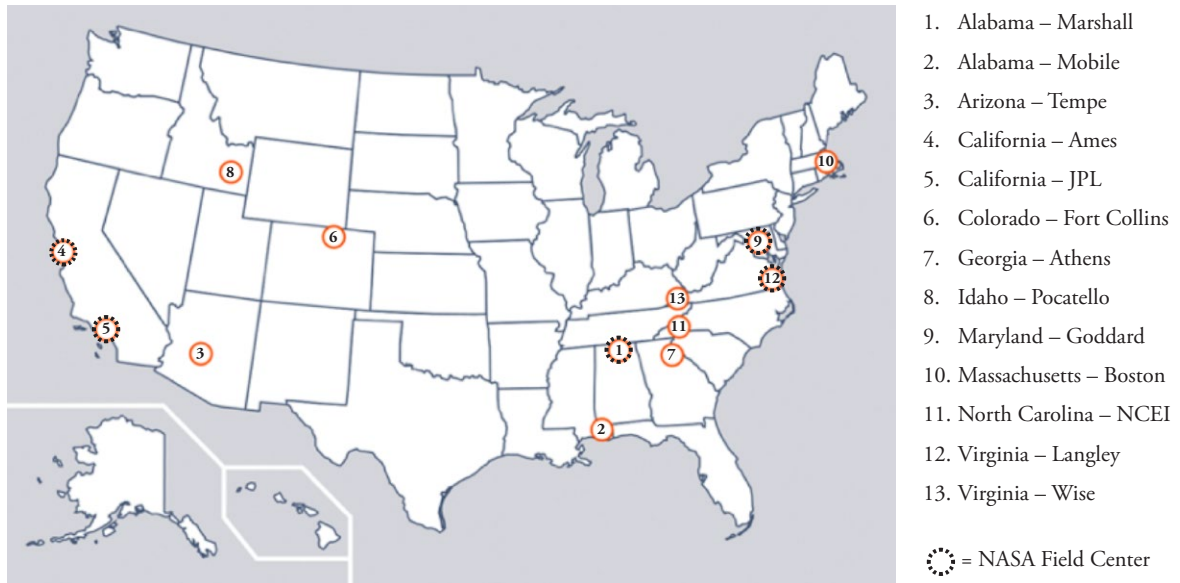 8
10
6
9
4
12
13
5
11
1
3
7
2
1. Alabama – Marshall
2. Alabama – Mobile
3. Arizona – Tempe
4. California – Ames
5. California – JPL
6. Colorado – Fort Collins
7. Georgia – Athens
8. Idaho – Pocatello
9. Maryland – Goddard
10. Massachusetts – Boston
11. North Carolina – NCEI
12. Virginia – Langley
13. Virginia – Wise
= NASA Field Center